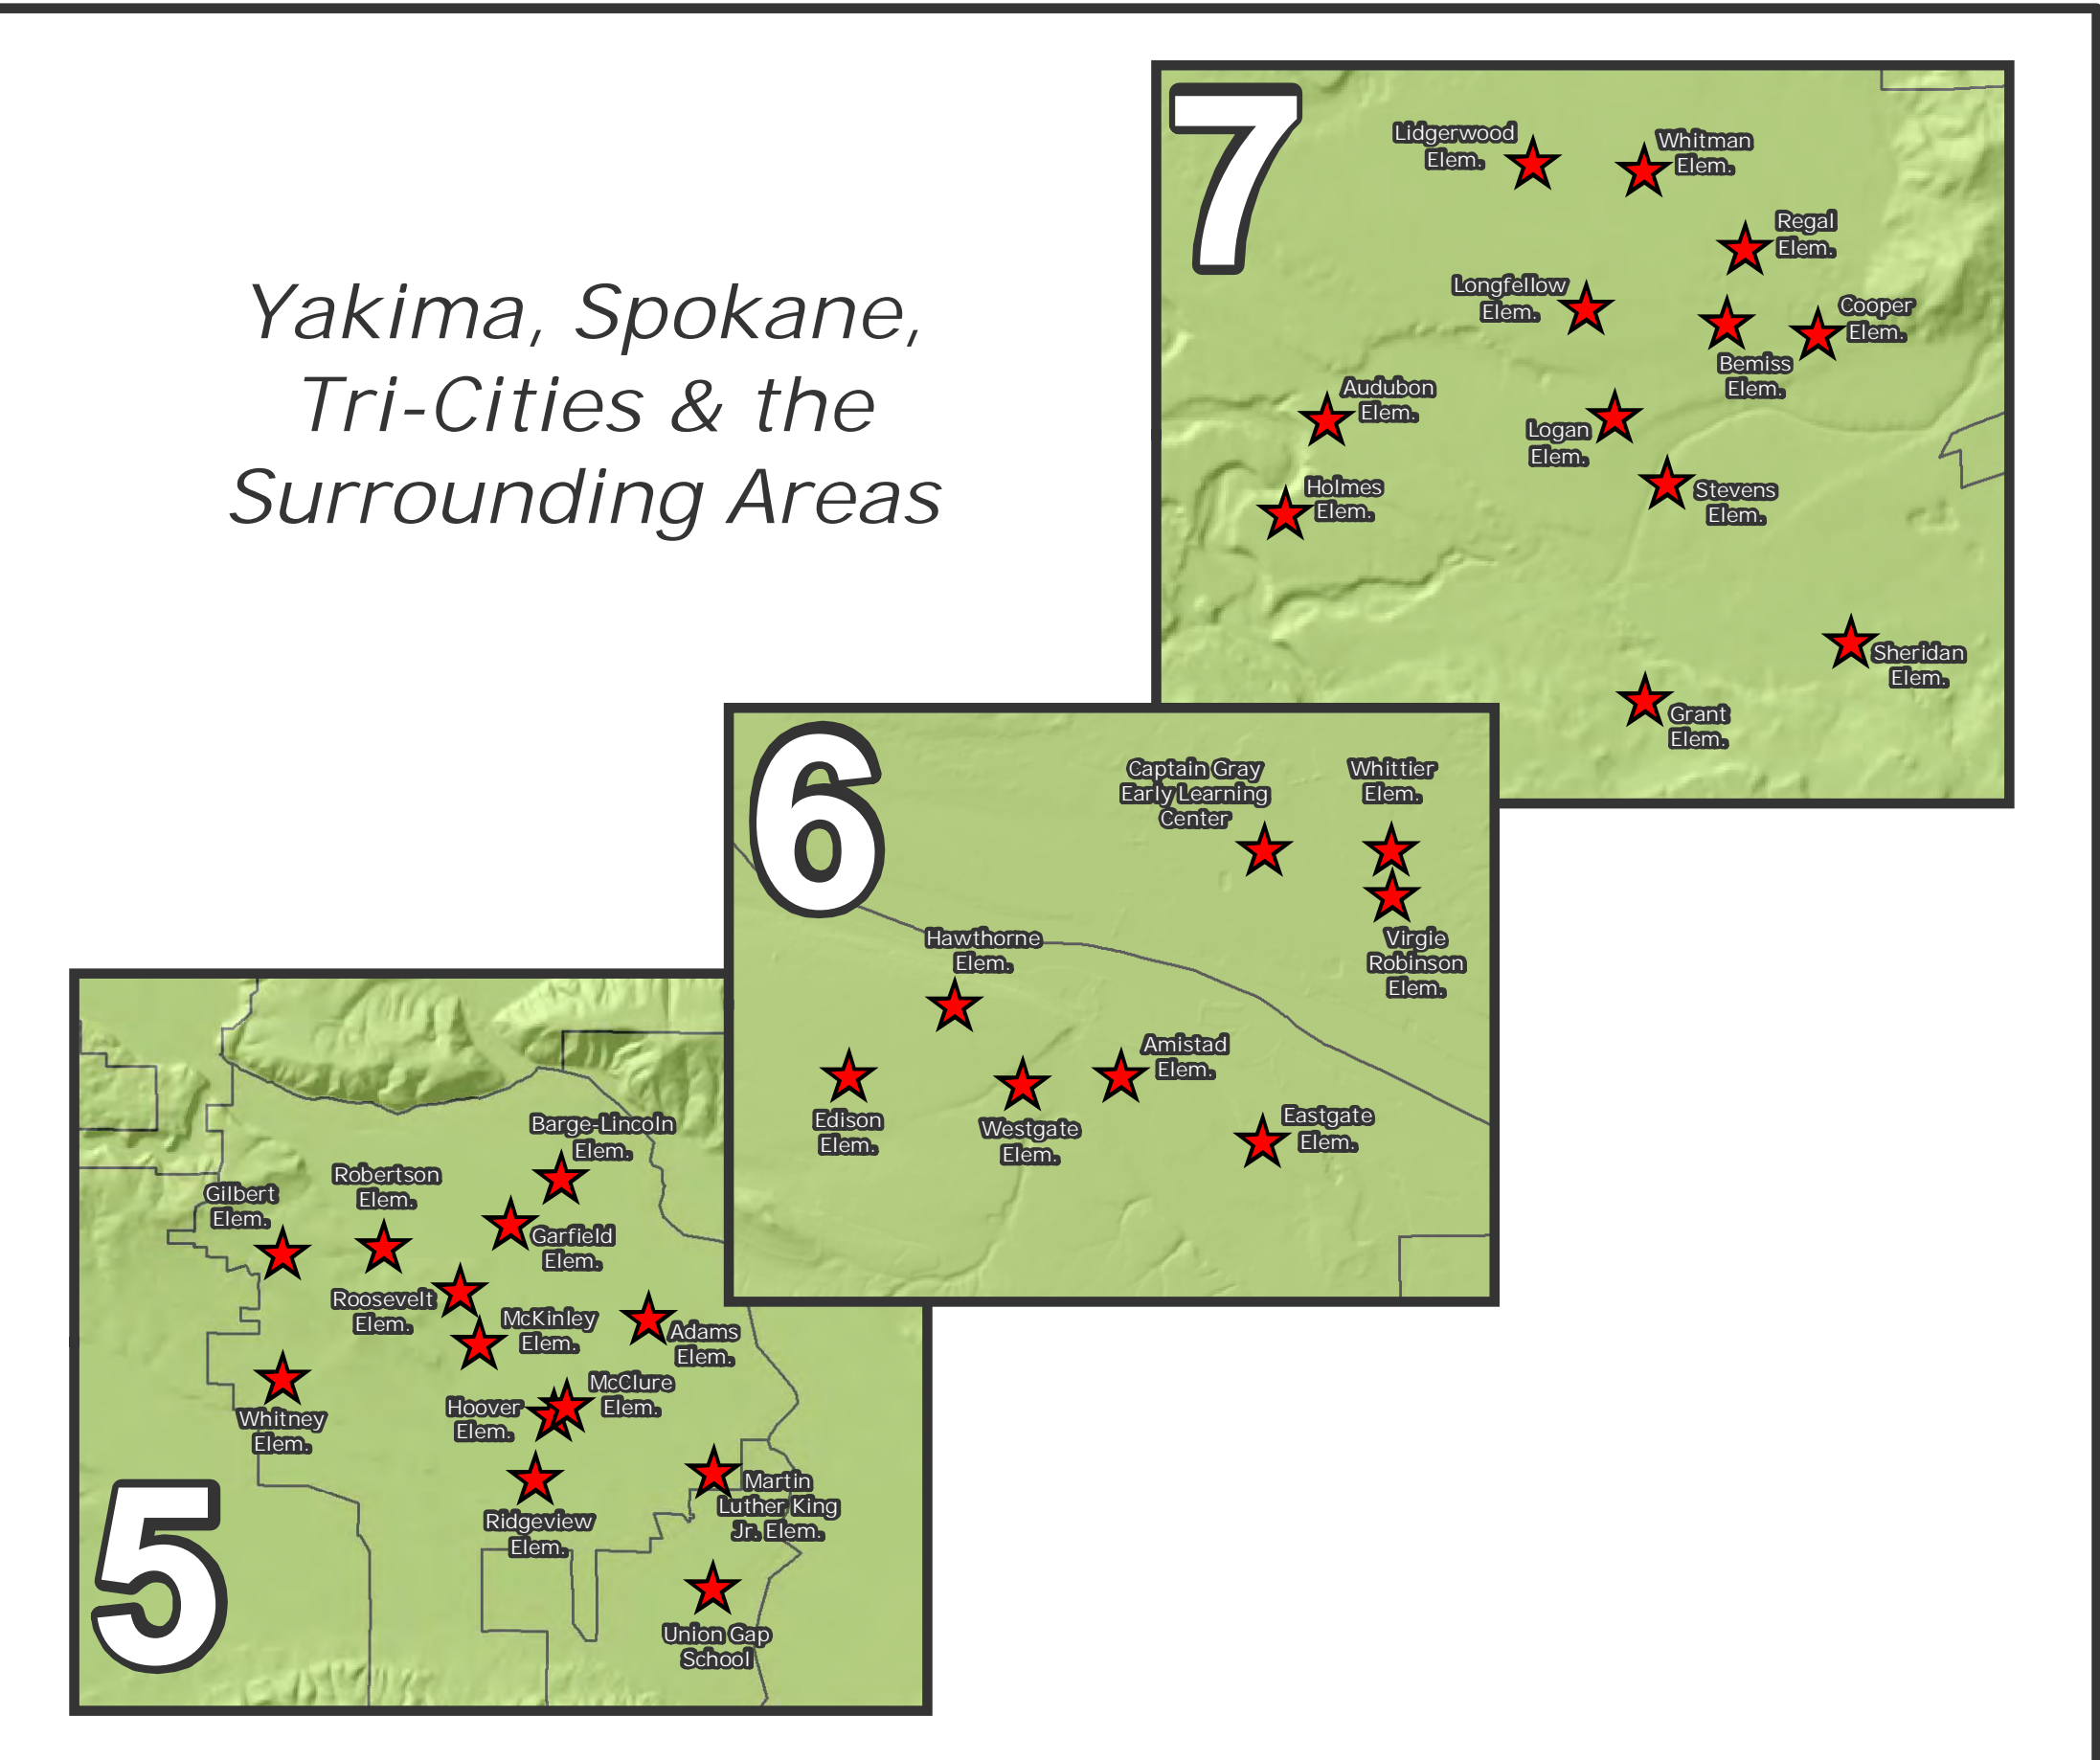 Yakima, Spokane,
Tri-Cities & the
Surrounding Areas
7
Lidgerwood
Elem.
Whitman
Elem.
Regal
Elem.
Longfellow
Elem.
Cooper
Elem.
Bemiss
Elem.
Audubon
Elem.
Logan
Elem.
Holmes
Elem.
Stevens
Elem.
Sheridan
Elem.
Grant
Elem.
6
Captain Gray
Early Learning
Center
Whittier
Elem.
Virgie
Robinson
Elem.
Hawthorne
Elem.
Amistad
Elem.
Edison
Elem.
Westgate
Elem.
Eastgate
Elem.
5
Barge-Lincoln
Elem.
Robertson
Elem.
Gilbert
Elem.
Garfield
Elem.
Roosevelt
Elem.
McKinley
Elem.
Adams
Elem.
McClure
Elem.
Hoover
Elem.
Whitney
Elem.
Martin
Luther King
Jr. Elem.
Ridgeview
Elem.
Union Gap
School